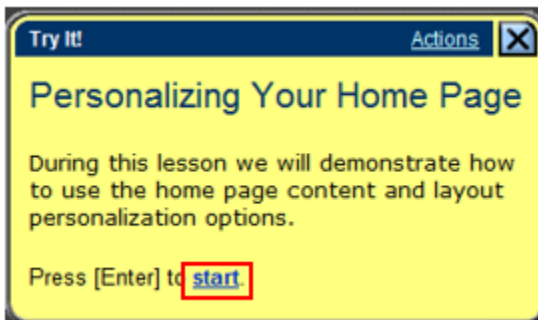 Try It! Actions
Personalizing Your Home Page
During this lesson we will demonstrate how
to use the home page content and layout
personalization options.
Press [Enter] to start.